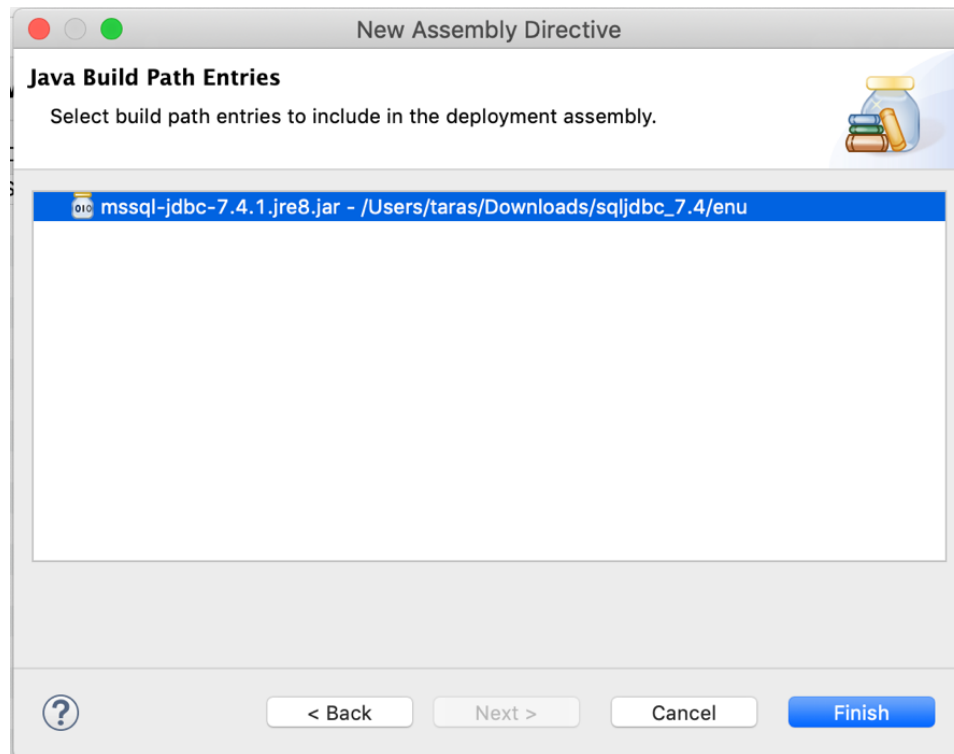 New Assembly Directive
Java Build Path Entries
Select build path entries to include in the deployment assembly.
mssql-jdbc-7.4.1.jre8.jar - /Users/taras/Downloads/sqljdbc_7.4/enu
? < Back Next > Cancel Finish